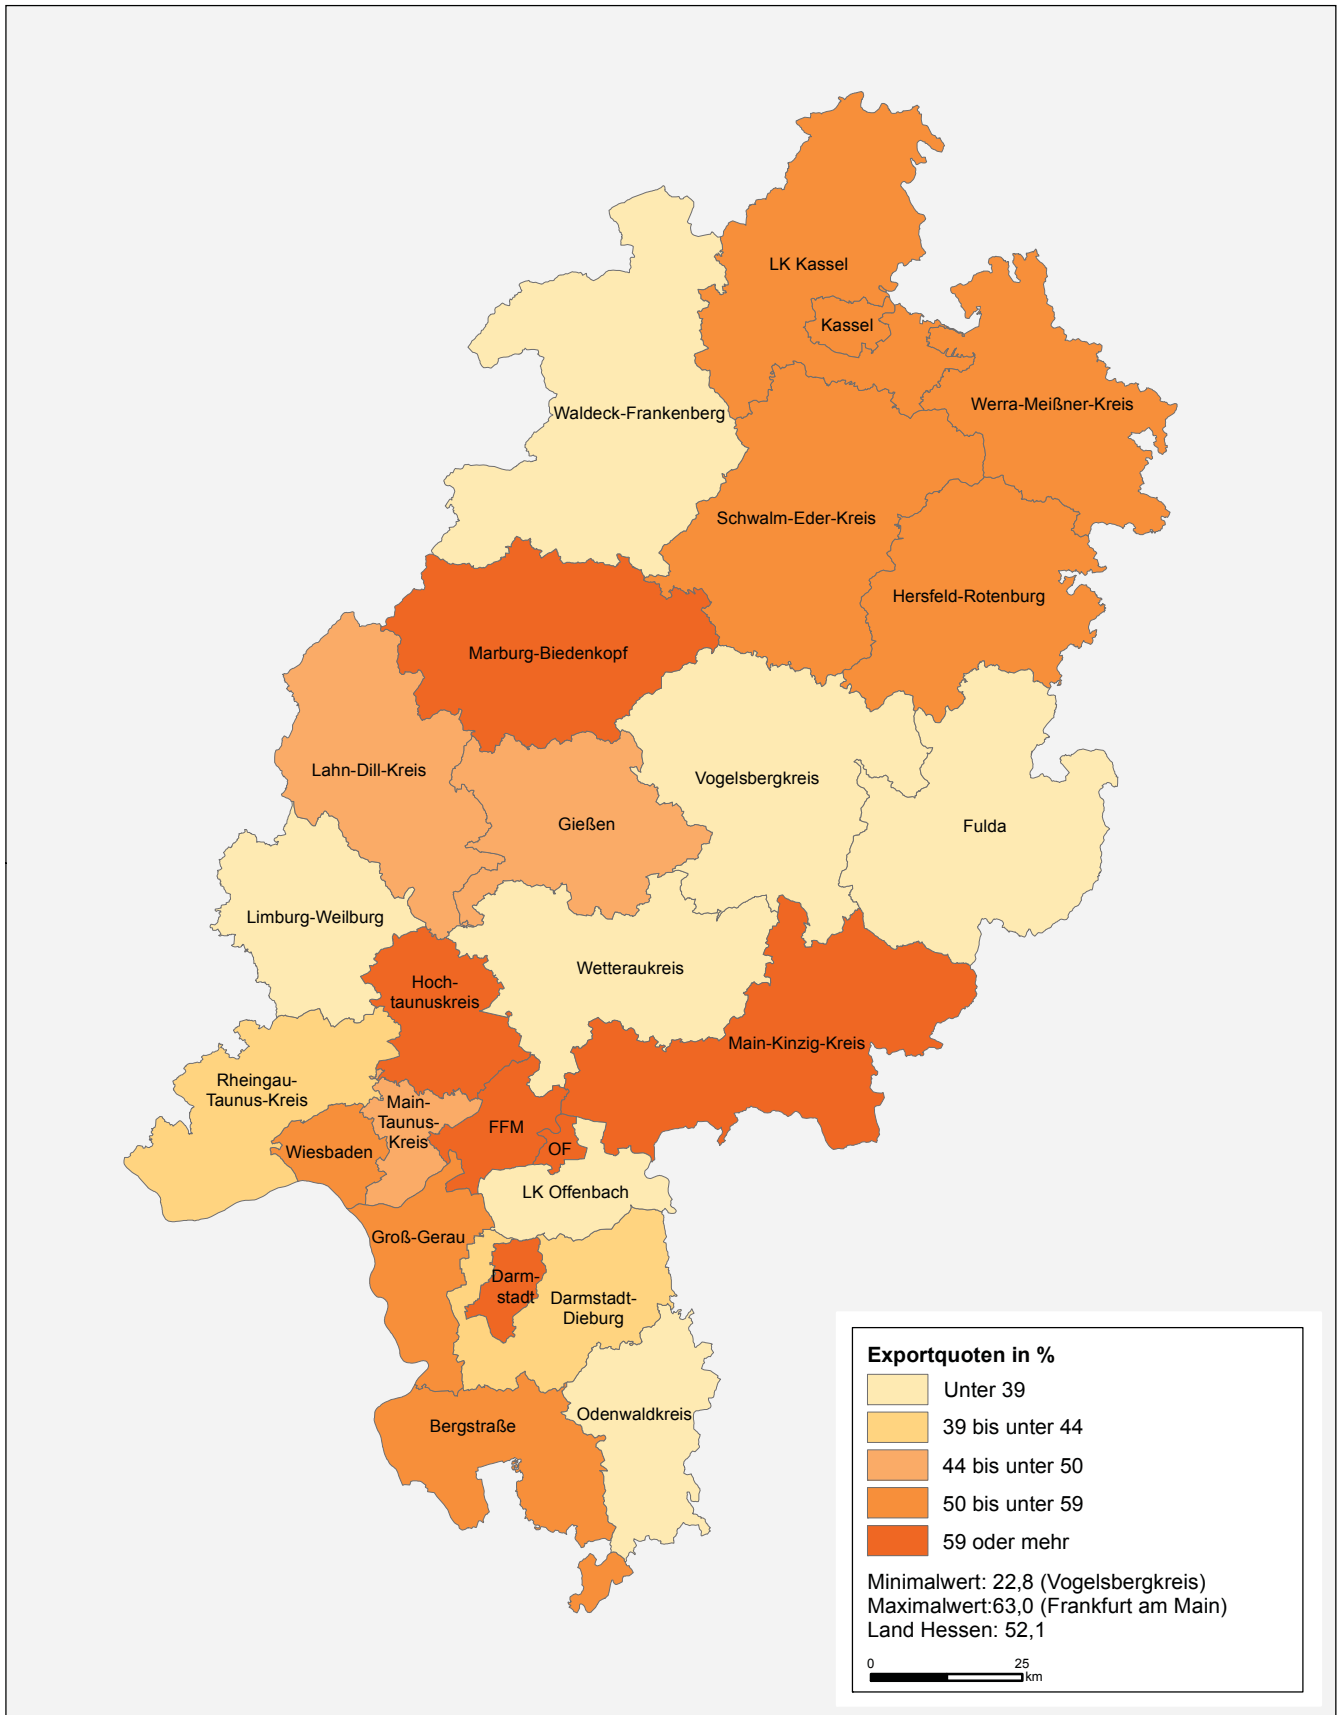 LK Kassel
Kassel
Werra-Meißner-Kreis
Waldeck-Frankenberg
Schwalm-Eder-Kreis
Hersfeld-Rotenburg
Marburg-Biedenkopf
Lahn-Dill-Kreis
Vogelsbergkreis
Gießen
Fulda
Limburg-Weilburg
Wetteraukreis
Hoch-
taunuskreis
Main-Kinzig-Kreis
Rheingau-
Taunus-Kreis
Main-
Taunus-
Kreis
FFM
OF
Wiesbaden
LK Offenbach
Groß-Gerau
Darm-
stadt
Darmstadt-
Dieburg
Odenwaldkreis
Bergstraße
Exportquoten in %
Unter 39
39 bis unter 44
44 bis unter 50
50 bis unter 59
59 oder mehr
Minimalwert: 22,8 (Vogelsbergkreis)
Maximalwert:63,0 (Frankfurt am Main)
Land Hessen: 52,1
0 25
km